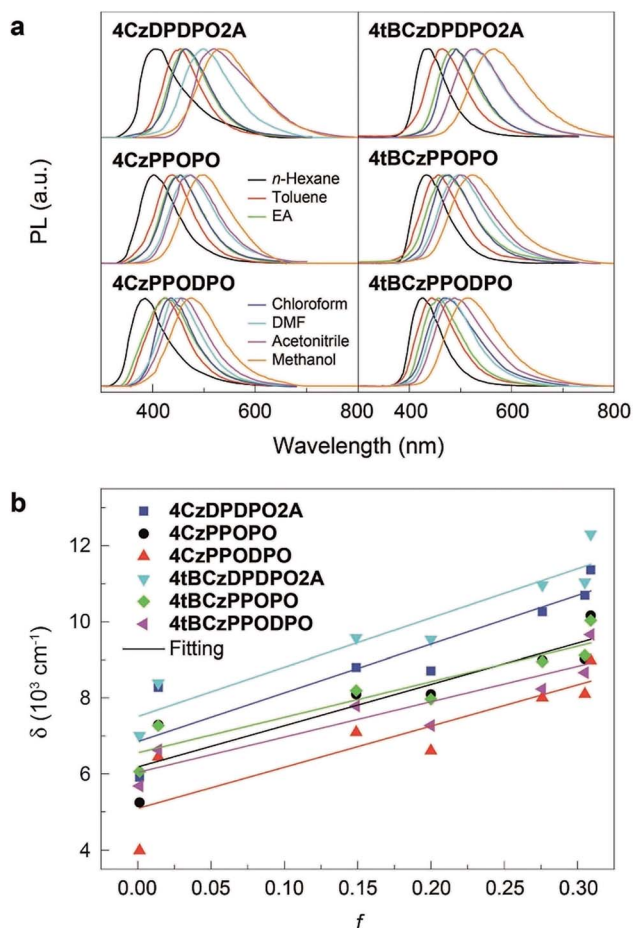 a
4CzDPDPO2A
4tBCzDPDPO2A
4CzPPOPO
4tBCzPPOPO
n-Hexane
Toluene
EA
4CzPPODPO
4tBCzPPODPO
Chloroform
DMF
Acetonitrile
Methanol
PL (a.u.)
400 600 800 400 600 800
Wavelength (nm)
b
4CzDPDPO2A
4CzPPOPO
4CzPPODPO
4tBCzDPDPO2A
4tBCzPPOPO
4tBCzPPODPO
Fitting
12
10
8
6
4
δ (10³ cm⁻¹)
0.00 0.05 0.10 0.15 0.20 0.25 0.30
f